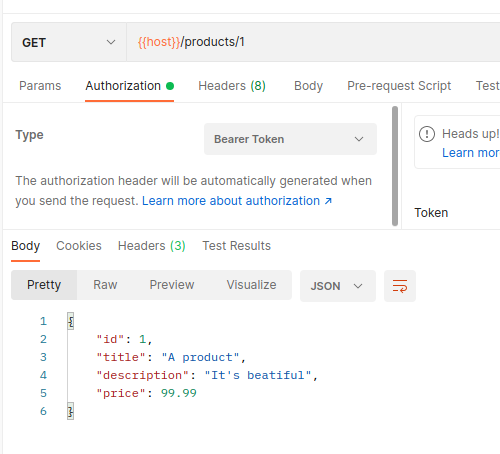 GET {{host}}/products/1
Params Authorization Headers (8) Body Pre-request Script Test
Type Bearer Token
Heads up!
Learn mor
The authorization header will be automatically generated when
you send the request. Learn more about authorization ↗
Token
Body Cookies Headers (3) Test Results
Pretty Raw Preview Visualize JSON
1 {
2 "id": 1,
3 "title": "A product",
4 "description": "It's beatiful",
5 "price": 99.99
6 }